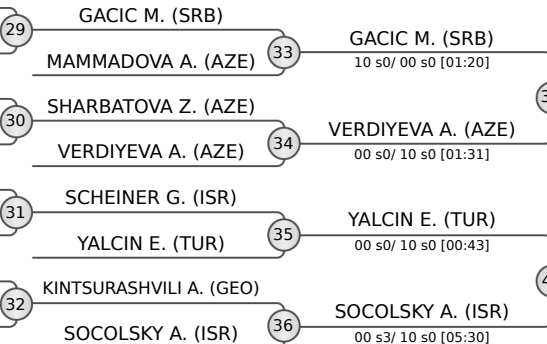 GACIC M. (SRB)
29
MAMMADOVA A. (AZE)
33
GACIC M. (SRB)
10 s0/ 00 s0 [01:20]
SHARBATOVA Z. (AZE)
30
VERDIYEVA A. (AZE)
34
VERDIYEVA A. (AZE)
00 s0/ 10 s0 [01:31]
SCHEINER G. (ISR)
31
YALCIN E. (TUR)
35
YALCIN E. (TUR)
00 s0/ 10 s0 [00:43]
KINTSURASHVILI A. (GEO)
32
SOCOLSKY A. (ISR)
36
SOCOLSKY A. (ISR)
00 s3/ 10 s0 [05:30]